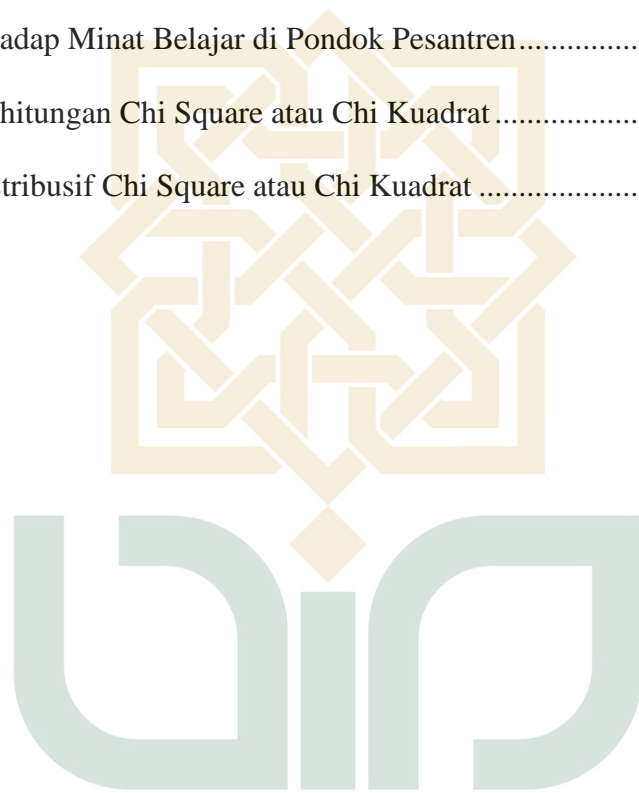 adap Minat Belajar di Pondok Pesantren..................
hitungan Chi Square atau Chi Kuadrat..................
tribusif Chi Square atau Chi Kuadrat....................